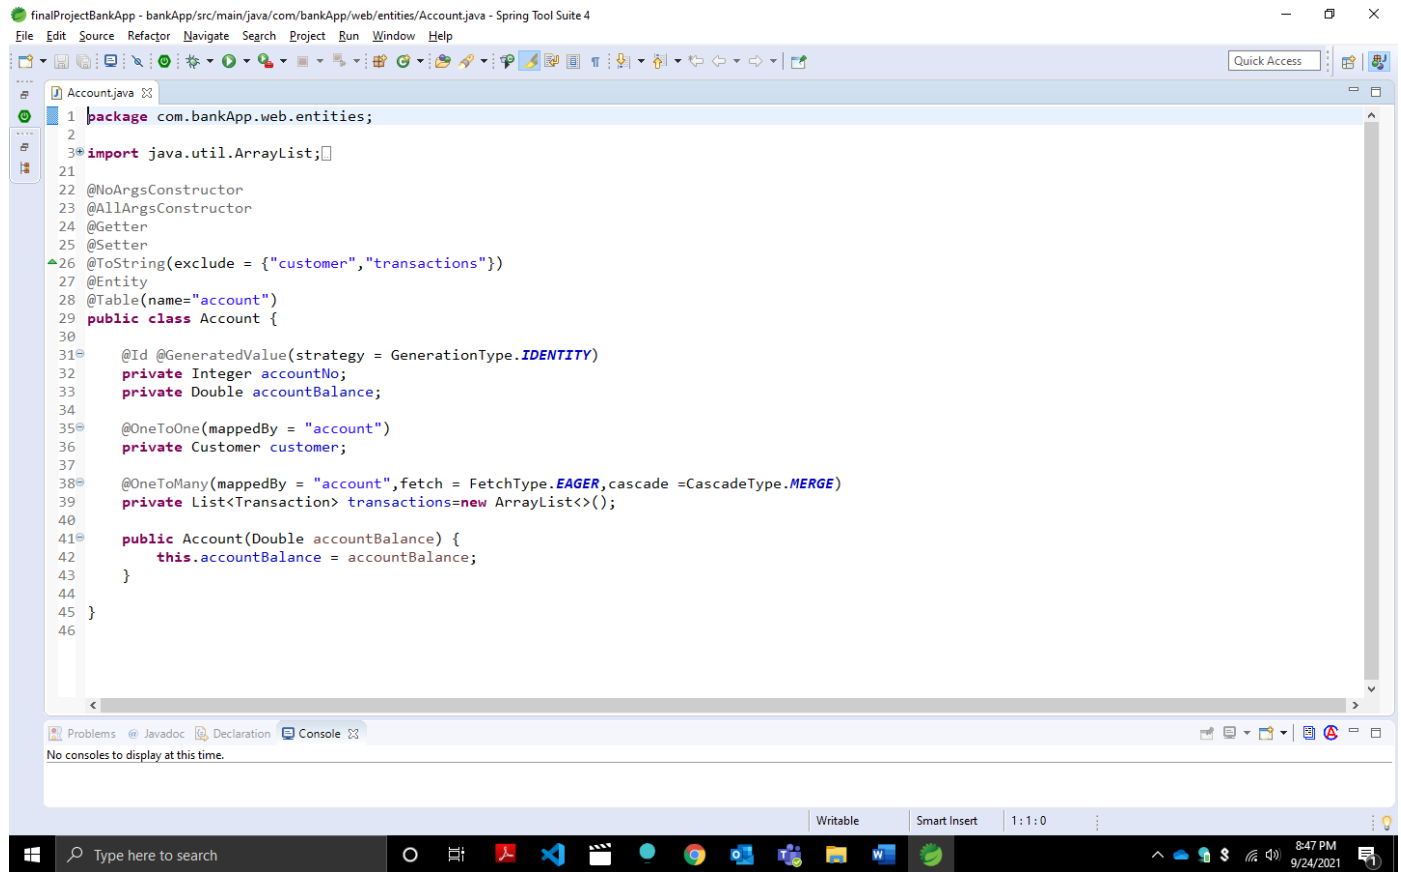 finalProjectBankApp - bankApp/src/main/java/com/bankApp/web/entities/Account.java - Spring Tool Suite 4
File Edit Source Refactor Navigate Search Project Run Window Help
Quick Access
Account.java
1 package com.bankApp.web.entities;
2
3 import java.util.ArrayList;
21
22 @NoArgsConstructor
23 @AllArgsConstructor
24 @Getter
25 @Setter
26 @ToString(exclude = {"customer","transactions"})
27 @Entity
28 @Table(name="account")
29 public class Account {
30
31 @Id @GeneratedValue(strategy = GenerationType.IDENTITY)
32 private Integer accountNo;
33 private Double accountBalance;
34
35 @OneToOne(mappedBy = "account")
36 private Customer customer;
37
38 @OneToMany(mappedBy = "account",fetch = FetchType.EAGER,cascade =CascadeType.MERGE)
39 private List<Transaction> transactions=new ArrayList<>();
40
41 public Account(Double accountBalance) {
42 this.accountBalance = accountBalance;
43 }
44
45 }
46
Problems @ Javadoc Declaration Console
No consoles to display at this time.
Writable Smart Insert 1 : 1 : 0
Type here to search
8:47 PM
9/24/2021
1